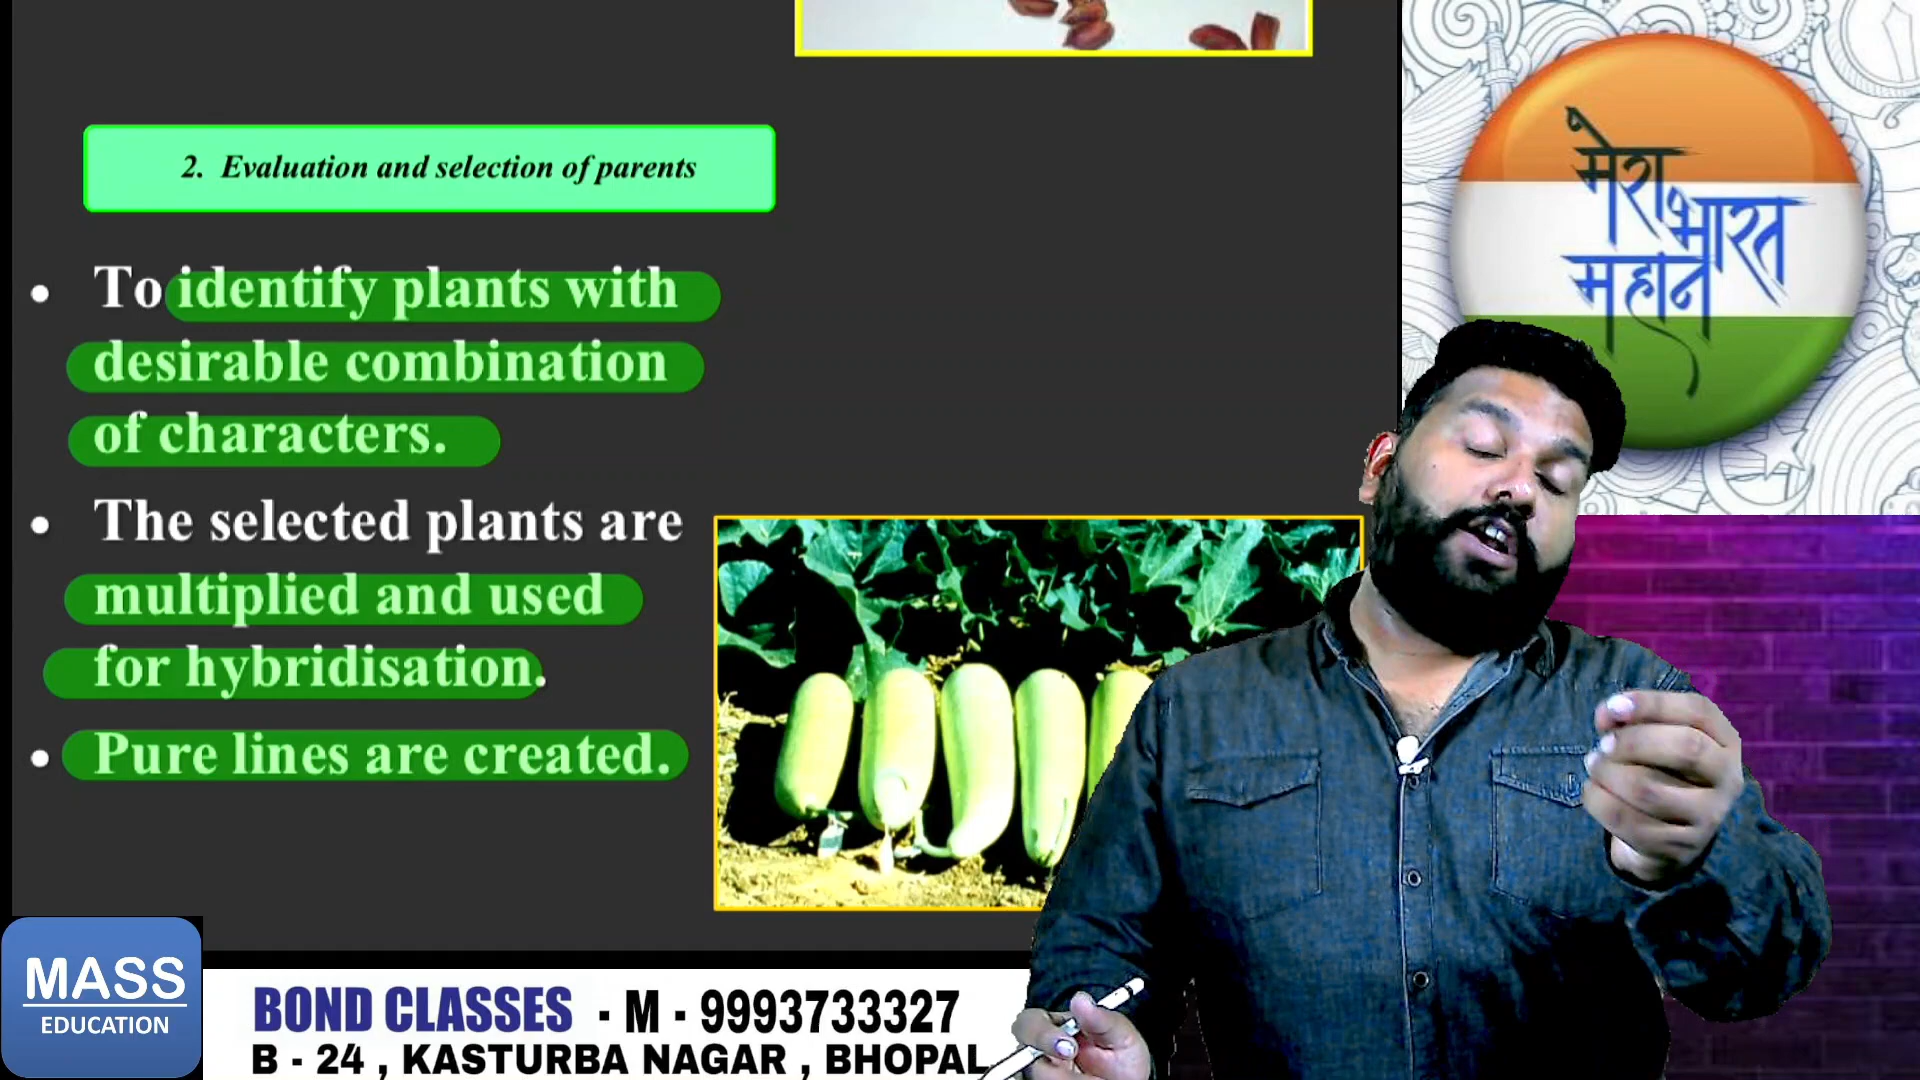 2. Evaluation and selection of parents
• To identify plants with
desirable combination
of characters.
• The selected plants are
multiplied and used
for hybridisation.
• Pure lines are created.
मेरा
भारत
महान
MASS
EDUCATION
BOND CLASSES - M - 9993733327
B - 24 , KASTURBA NAGAR , BHOPAL